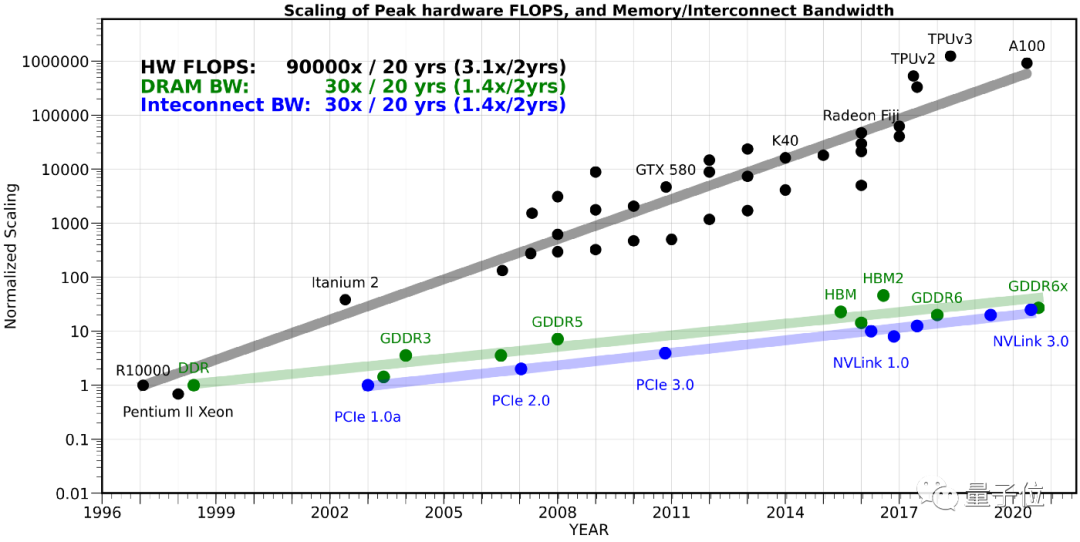 Scaling of Peak hardware FLOPS, and Memory/Interconnect Bandwidth
HW FLOPS: 90000x / 20 yrs (3.1x/2yrs)
DRAM BW: 30x / 20 yrs (1.4x/2yrs)
Inteconnect BW: 30x / 20 yrs (1.4x/2yrs)
Normalized Scaling
1000000
100000
10000
1000
100
10
1
0.1
0.01
TPUv3
TPUv2
A100
Radeon Fiji
K40
GTX 580
Itanium 2
R10000
Pentium II Xeon
DDR
GDDR3
GDDR5
HBM
HBM2
GDDR6
GDDR6x
PCIe 1.0a
PCIe 2.0
PCIe 3.0
NVLink 1.0
NVLink 3.0
1996 1999 2002 2005 2008 2011 2014 2017 2020
YEAR
量子位